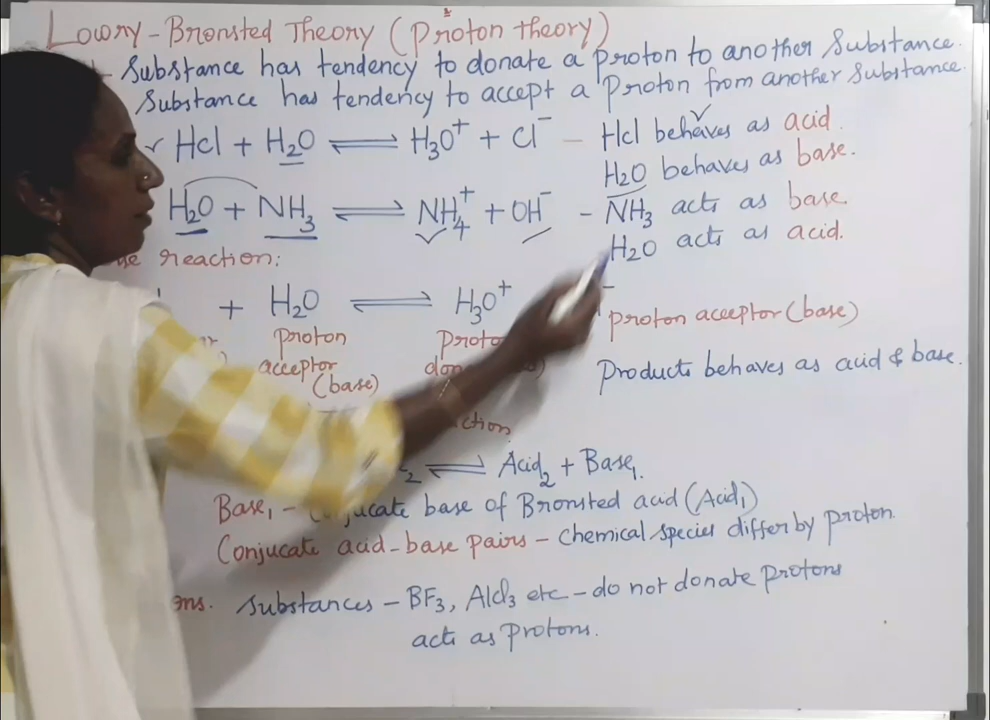 Lowry-Bronsted Theory (Proton theory)
Substance has tendency to donate a proton to another Substance.
Substance has tendency to accept a Proton from another Substance.
Hcl + H2O ⇌ H3O+ + Cl- - Hcl behaves as acid.
H2O behaves as base.
H2O + NH3 ⇌ NH4+ + OH- - NH3 acts as base.
H2O acts as acid.
reaction:
+ H2O ⇌ H3O+
proton acceptor (base)
proton
acceptor
(base)
Products behaves as acid & base.
⇌ Acid2 + Base1.
Base1 - base of Bronsted acid (Acid1)
Conjucate acid-base pairs - chemical species differ by proton.
Substances - BF3, Alcl3 etc - do not donate protons
acts as Protons.